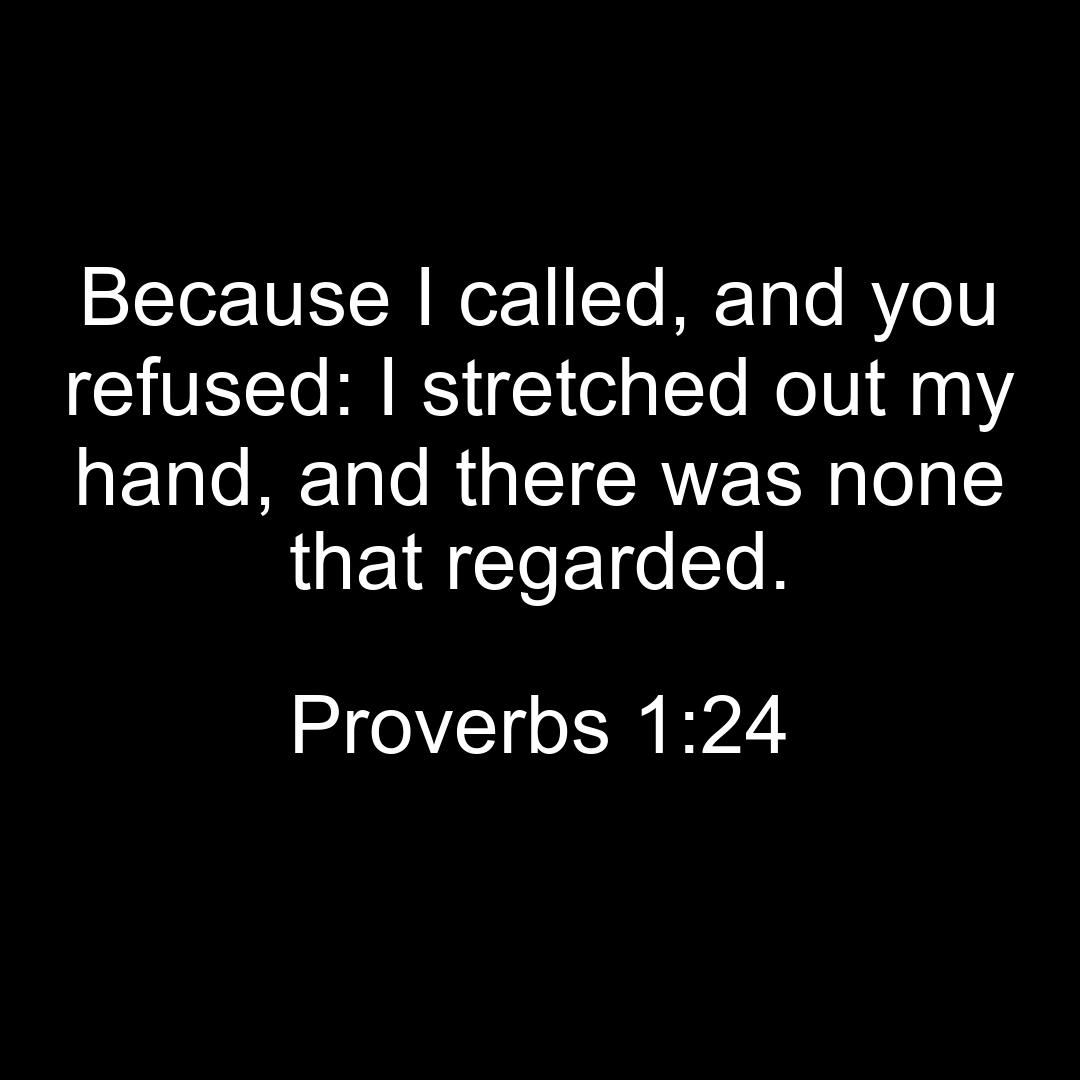 Because I called, and you
refused: I stretched out my
hand, and there was none
that regarded.
Proverbs 1:24